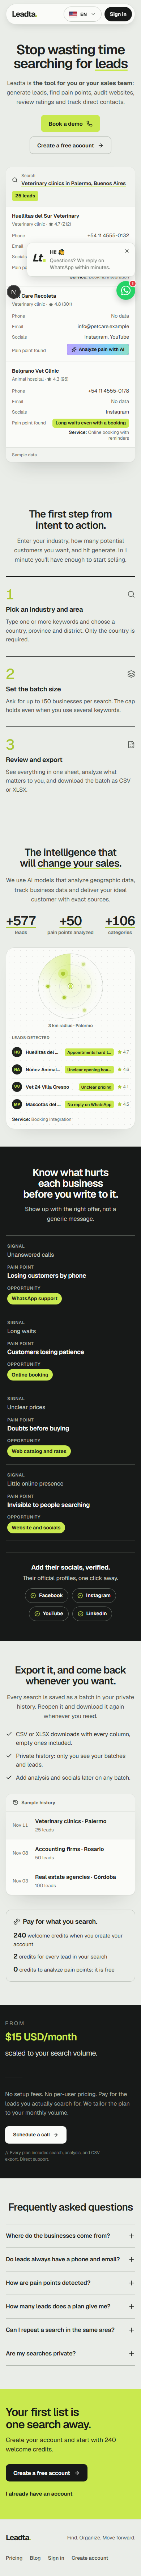 Leadta.
EN
Sign in
Stop wasting time
searching for leads
Leadta is the tool for you or your sales team:
generate leads, find pain points, audit websites,
review ratings and track direct contacts.
Book a demo
Create a free account
Search
Veterinary clinics in Palermo, Buenos Aires
25 leads
Huellitas del Sur Veterinary
Veterinary clinic · 4.7 (212)
Phone +54 11 4555-0132
Email
Socials
Pain point
Hi!
Questions? We reply on
WhatsApp within minutes.
Lt
Care Recoleta
Veterinary clinic · 4.8 (301)
Phone No data
Email info@petcare.example
Socials Instagram, YouTube
Pain point found Analyze pain with AI
Belgrano Vet Clinic
Animal hospital · 4.3 (96)
Phone +54 11 4555-0178
Email No data
Socials Instagram
Pain point found Long waits even with a booking
Service: Online booking with
reminders
Sample data
The first step from
intent to action.
Enter your industry, how many potential
customers you want, and hit generate. In 1
minute you'll have enough to start selling.
1
Pick an industry and area
Type one or more keywords and choose a
country, province and district. Only the country is
required.
2
Set the batch size
Ask for up to 150 businesses per search. The cap
holds even when you use several keywords.
3
Review and export
See everything in one sheet, analyze what
matters to you, and download the batch as CSV
or XLSX.
The intelligence that
will change your sales.
We use AI models that analyze geographic data,
track business data and deliver your ideal
customer with exact sources.
+577
leads
+50
pain points analyzed
+106
categories
3 km radius · Palermo
LEADS DETECTED
Huellitas del ... Appointments hard t... 4.7
Núñez Animal... Unclear opening hou... 4.6
Vet 24 Villa Crespo Unclear pricing 4.1
Mascotas del ... No reply on WhatsApp 4.5
Service: Booking integration
Know what hurts
each business
before you write to it.
Show up with the right offer, not a
generic message.
SIGNAL
Unanswered calls
PAIN POINT
Losing customers by phone
OPPORTUNITY
WhatsApp support
SIGNAL
Long waits
PAIN POINT
Customers losing patience
OPPORTUNITY
Online booking
SIGNAL
Unclear prices
PAIN POINT
Doubts before buying
OPPORTUNITY
Web catalog and rates
SIGNAL
Little online presence
PAIN POINT
Invisible to people searching
OPPORTUNITY
Website and socials
Add their socials, verified.
Their official profiles, one click away.
Facebook
Instagram
YouTube
LinkedIn
Export it, and come back
whenever you want.
Every search is saved as a batch in your private
history. Reopen it and download it again
whenever you need.
CSV or XLSX downloads with every column,
empty ones included.
Private history: only you see your batches
and leads.
Add analysis and socials later on any batch.
Sample history
Nov 11 Veterinary clinics · Palermo
25 leads
Nov 08 Accounting firms · Rosario
50 leads
Nov 03 Real estate agencies · Córdoba
100 leads
Pay for what you search.
240 welcome credits when you create your
account
2 credits for every lead in your search
0 credits to analyze pain points: it is free
FROM
$15 USD/month
scaled to your search volume.
No setup fees. No per-user pricing. Pay for the
leads you actually search for. We tailor the plan
to your monthly volume.
Schedule a call
// Every plan includes search, analysis, and CSV
export. Direct support.
Frequently asked questions
Where do the businesses come from?
Do leads always have a phone and email?
How are pain points detected?
How many leads does a plan give me?
Can I repeat a search in the same area?
Are my searches private?
Your first list is
one search away.
Create your account and start with 240
welcome credits.
Create a free account
I already have an account
Leadta.
Find. Organize. Move forward.
Pricing Blog Sign in Create account